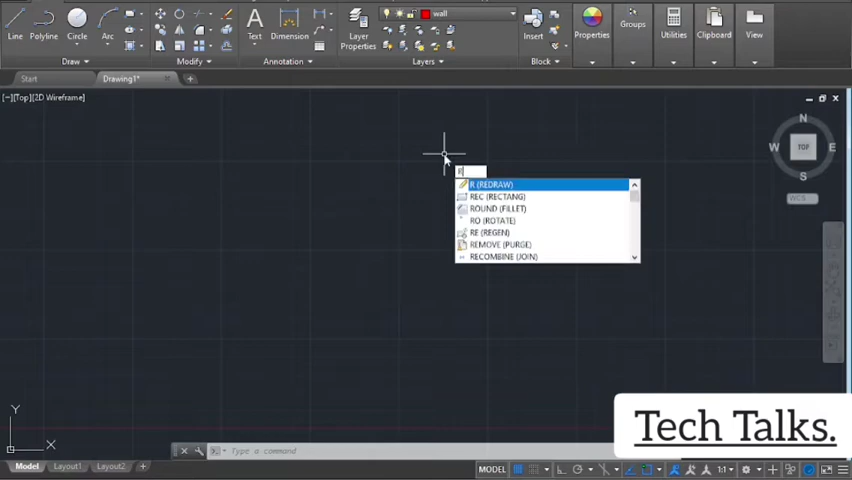 Line Polyline Circle Arc Text Dimension Layer Properties wall Insert Properties Groups Utilities Clipboard View
Draw Modify Annotation Layers Block
Start Drawing1* +
[−][Top][2D Wireframe]
N
W TOP E
S
WCS
R
R (REDRAW)
REC (RECTANG)
ROUND (FILLET)
RO (ROTATE)
RE (REGEN)
REMOVE (PURGE)
RECOMBINE (JOIN)
Y
X
Tech Talks.
Type a command
Model Layout1 Layout2 + MODEL 1:1